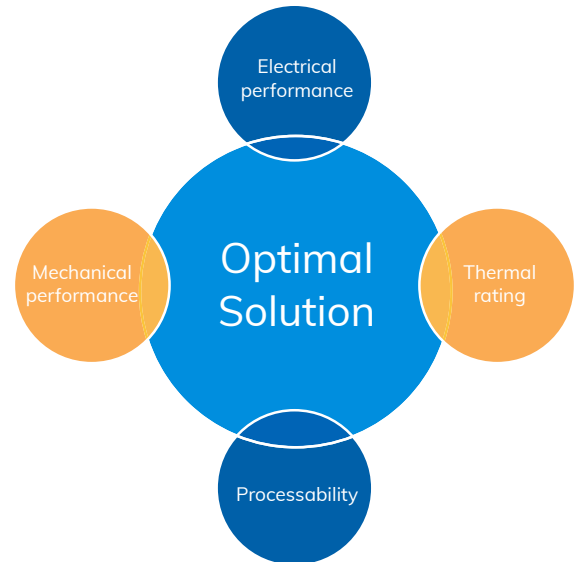 Electrical
performance
Mechanical
performance
Optimal
Solution
Thermal
rating
Processability